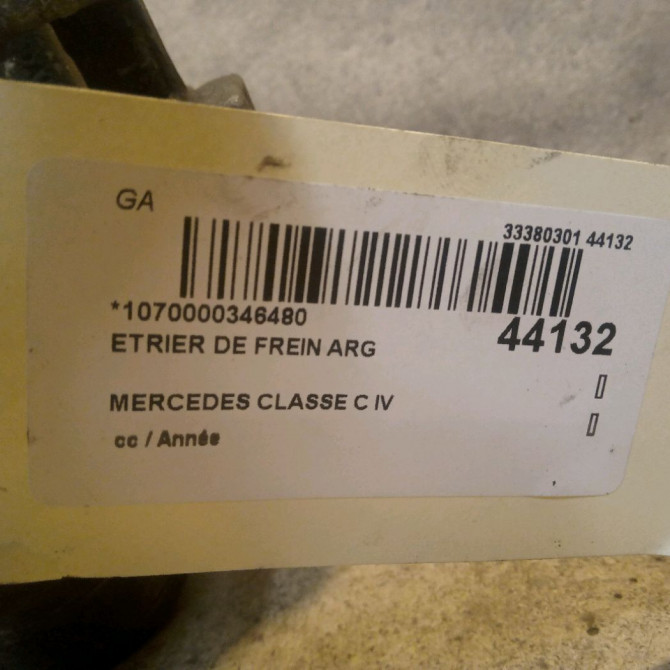 GA
33380301 44132
*1070000346480
44132
ETRIER DE FREIN ARG
MERCEDES CLASSE C IV
cc / Année